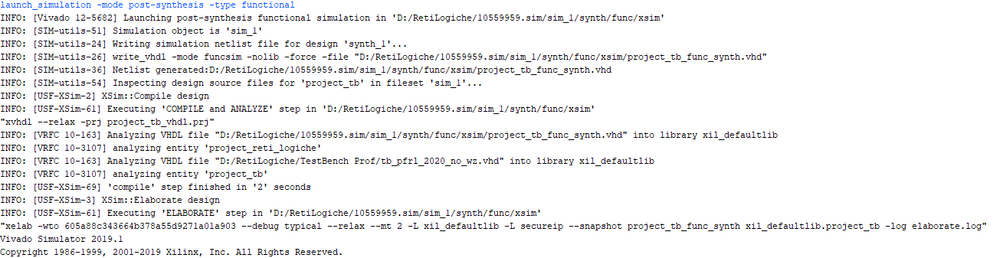 launch_simulation -mode post-synthesis -type functional
INFO: [Vivado 12-5682] Launching post-synthesis functional simulation in 'D:/RetiLogiche/10559959.sim/sim_1/synth/func/xsim'
INFO: [SIM-utils-51] Simulation object is 'sim_1'
INFO: [SIM-utils-24] Writing simulation netlist file for design 'synth_1'...
INFO: [SIM-utils-26] write_vhdl -mode funcsim -nolib -force -file "D:/RetiLogiche/10559959.sim/sim_1/synth/func/xsim/project_tb_func_synth.vhd"
INFO: [SIM-utils-36] Netlist generated:D:/RetiLogiche/10559959.sim/sim_1/synth/func/xsim/project_tb_func_synth.vhd
INFO: [SIM-utils-54] Inspecting design source files for 'project_tb' in fileset 'sim_1'...
INFO: [USF-XSim-2] XSim::Compile design
INFO: [USF-XSim-61] Executing 'COMPILE and ANALYZE' step in 'D:/RetiLogiche/10559959.sim/sim_1/synth/func/xsim'
"xvhdl --relax -prj project_tb_vhdl.prj"
INFO: [VRFC 10-163] Analyzing VHDL file "D:/RetiLogiche/10559959.sim/sim_1/synth/func/xsim/project_tb_func_synth.vhd" into library xil_defaultlib
INFO: [VRFC 10-3107] analyzing entity 'project_reti_logiche'
INFO: [VRFC 10-163] Analyzing VHDL file "D:/RetiLogiche/TestBench Prof/tb_pfrl_2020_no_wz.vhd" into library xil_defaultlib
INFO: [VRFC 10-3107] analyzing entity 'project_tb'
INFO: [USF-XSim-69] 'compile' step finished in '2' seconds
INFO: [USF-XSim-3] XSim::Elaborate design
INFO: [USF-XSim-61] Executing 'ELABORATE' step in 'D:/RetiLogiche/10559959.sim/sim_1/synth/func/xsim'
"xelab -wto 605a88c343664b378a55d9271a01a903 --debug typical --relax --mt 2 -L xil_defaultlib -L secureip --snapshot project_tb_func_synth xil_defaultlib.project_tb -log elaborate.log"
Vivado Simulator 2019.1
Copyright 1986-1999, 2001-2019 Xilinx, Inc. All Rights Reserved.